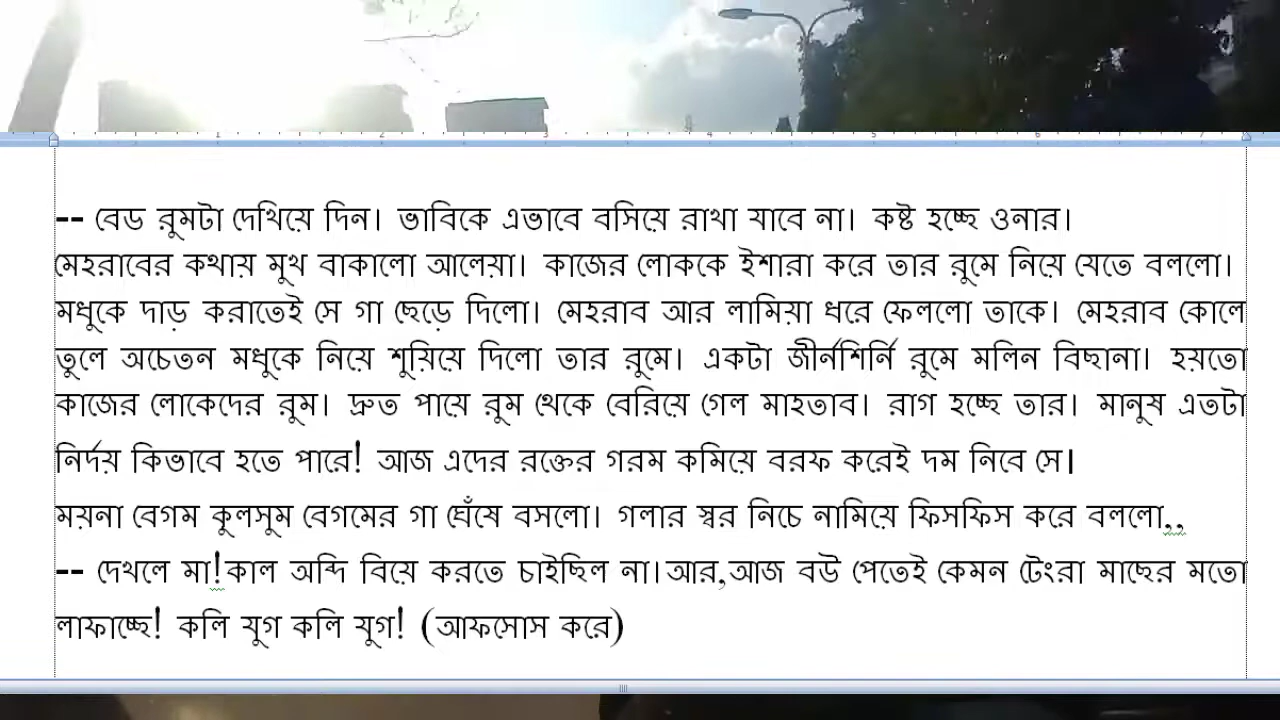 -- বেড রুমটা দেখিয়ে দিন। ভাবিকে এভাবে বসিয়ে রাখা যাবে না। কষ্ট হচ্ছে ওনার।
মেহরাবের কথায় মুখ বাকালো আলেয়া। কাজের লোককে ইশারা করে তার রুমে নিয়ে যেতে বললো।
মধুকে দাড় করাতেই সে গা ছেড়ে দিলো। মেহরাব আর লামিয়া ধরে ফেললো তাকে। মেহরাব কোলে
তুলে অচেতন মধুকে নিয়ে শুয়িয়ে দিলো তার রুমে। একটা জীর্নশির্নি রুমে মলিন বিছানা। হয়তো
কাজের লোকেদের রুম। দ্রুত পায়ে রুম থেকে বেরিয়ে গেল মাহতাব। রাগ হচ্ছে তার। মানুষ এতটা
নির্দয় কিভাবে হতে পারে! আজ এদের রক্তের গরম কমিয়ে বরফ করেই দম নিবে সে।
ময়না বেগম কুলসুম বেগমের গা ঘেঁষে বসলো। গলার স্বর নিচে নামিয়ে ফিসফিস করে বললো,,
-- দেখলে মা!কাল অব্দি বিয়ে করতে চাইছিল না।আর,আজ বউ পেতেই কেমন টেংরা মাছের মতো
লাফাচ্ছে! কলি যুগ কলি যুগ! (আফসোস করে)